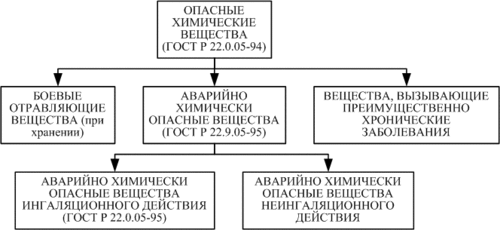 ОПАСНЫЕ
ХИМИЧЕСКИЕ
ВЕЩЕСТВА
(ГОСТ Р 22.0.05-94)
БОЕВЫЕ
ОТРАВЛЯЮЩИЕ
ВЕЩЕСТВА (при
хранении)
АВАРИЙНО
ХИМИЧЕСКИ
ОПАСНЫЕ ВЕЩЕСТВА
(ГОСТ Р 22.9.05-95)
ВЕЩЕСТВА, ВЫЗЫВАЮЩИЕ
ПРЕИМУЩЕСТВЕННО
ХРОНИЧЕСКИЕ
ЗАБОЛЕВАНИЯ
АВАРИЙНО ХИМИЧЕСКИ
ОПАСНЫЕ ВЕЩЕСТВА
ИНГАЛЯЦИОННОГО ДЕЙСТВИЯ
(ГОСТ Р 22.0.05-95)
АВАРИЙНО ХИМИЧЕСКИ
ОПАСНЫЕ ВЕЩЕСТВА
НЕИНГАЛЯЦИОННОГО
ДЕЙСТВИЯ